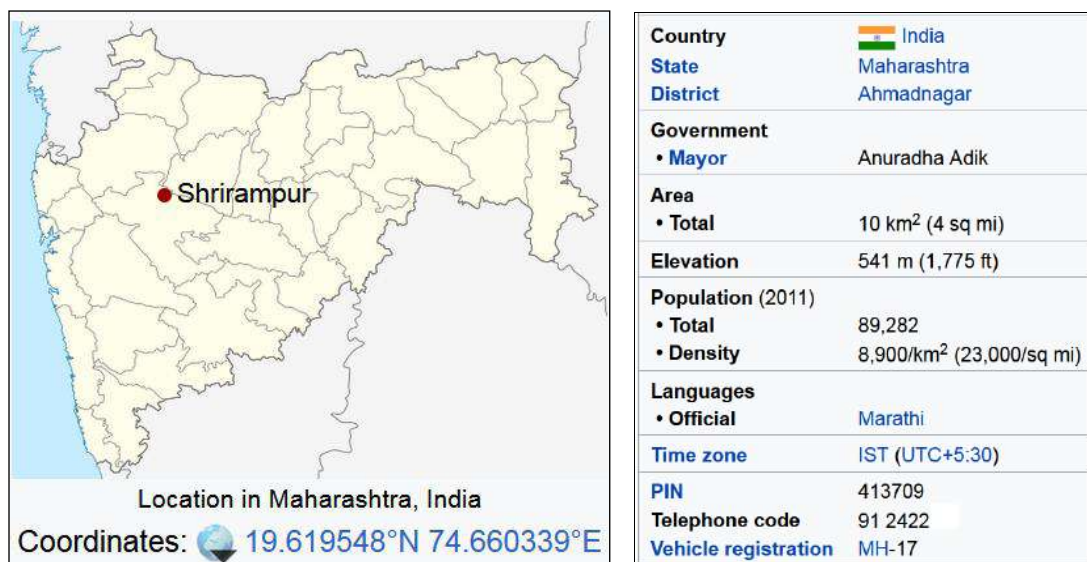 Shrirampur
Location in Maharashtra, India
Coordinates: 19.619548°N 74.660339°E
Country India
State Maharashtra
District Ahmadnagar
Government
• Mayor Anuradha Adik
Area
• Total 10 km² (4 sq mi)
Elevation 541 m (1,775 ft)
Population (2011)
• Total 89,282
• Density 8,900/km² (23,000/sq mi)
Languages
• Official Marathi
Time zone IST (UTC+5:30)
PIN 413709
Telephone code 91 2422
Vehicle registration MH-17